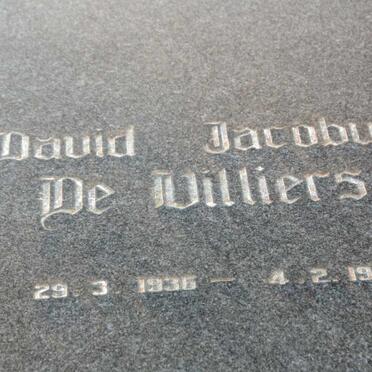 David Jacobu
De Villiers
29.3 1936 - 4.2.19